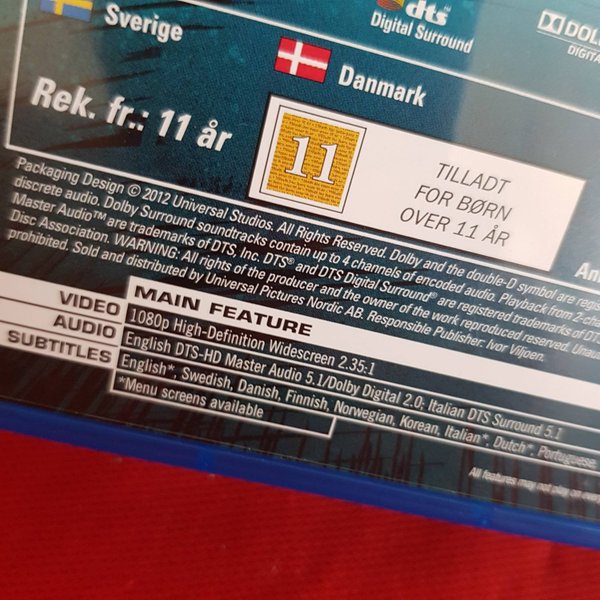 Sverige
dts
Digital Surround
Danmark
Rek. fr.: 11 år
11
TILLADT
FOR BØRN
OVER 11 ÅR
Packaging Design © 2012 Universal Studios. All Rights Reserved. Dolby and the double-D symbol are
discrete audio. Dolby Surround soundtracks contain up to 4 channels of encoded audio. Playback from
Master Audio™ are trademarks of DTS, Inc. DTS® and DTS Digital Surround® are registered trademarks of DTS,
Disc Association. WARNING: All rights of the producer and the owner of the work reproduced reserved.
prohibited. Sold and distributed by Universal Pictures Nordic AB. Responsible Publisher: Ivor Viljoen.
MAIN FEATURE
VIDEO 1080p High-Definition Widescreen 2.35:1
AUDIO English DTS-HD Master Audio 5.1/Dolby Digital 2.0; Italian DTS Surround 5.1
SUBTITLES English*, Swedish, Danish, Finnish, Norwegian, Korean, Italian*, Dutch*, Portuguese,
*Menu screens available
All features may not play on